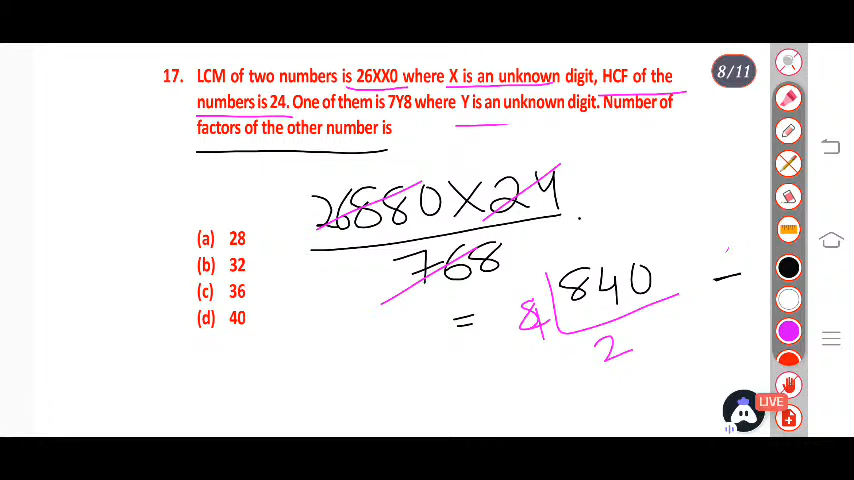 17. LCM of two numbers is 26XX0 where X is an unknown digit, HCF of the
numbers is 24. One of them is 7Y8 where Y is an unknown digit. Number of
factors of the other number is
8/11
26880 × 24
768
(a) 28
(b) 32
(c) 36
(d) 40
= 8 840 =
2
LIVE